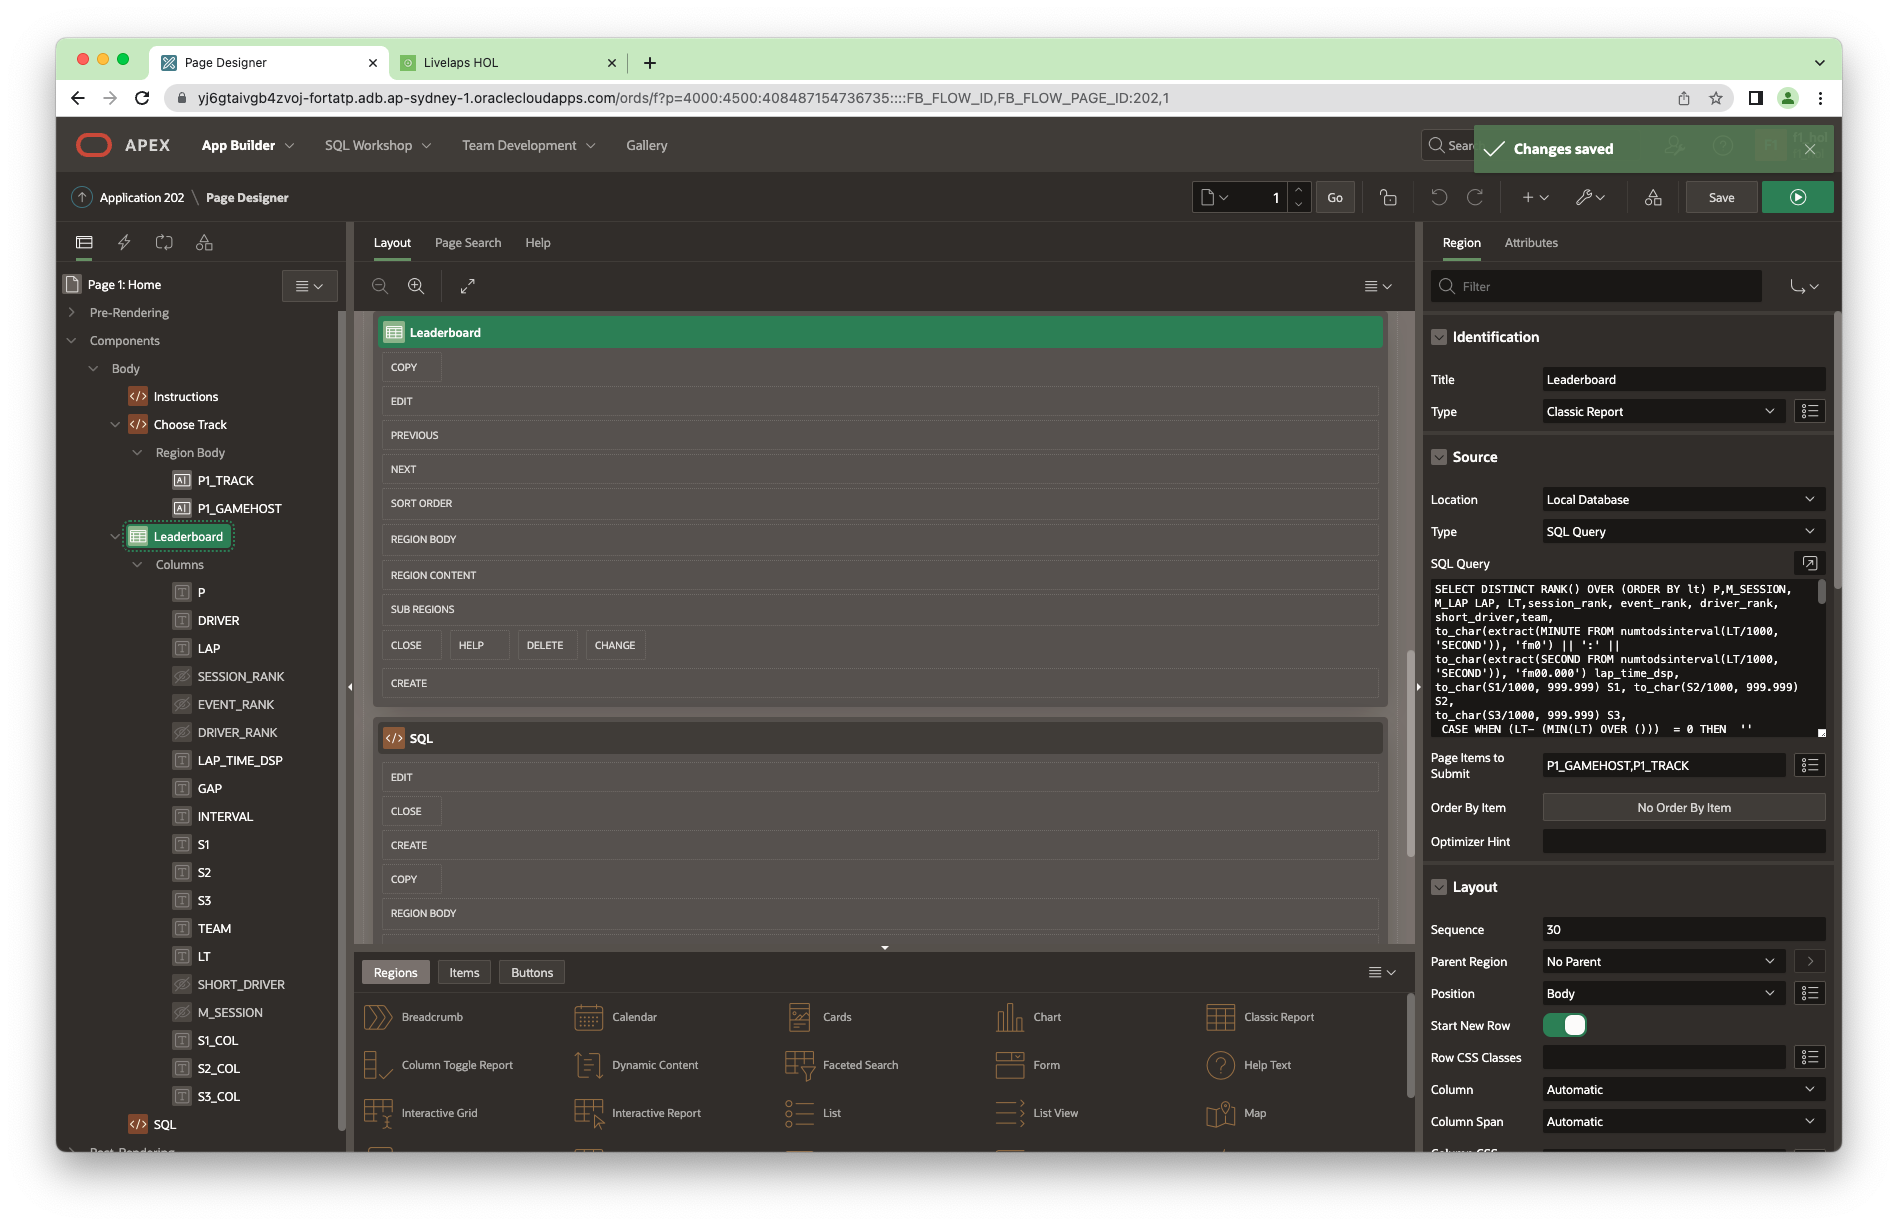 Page Designer
Livelaps HOL
yj6gtaivgb4zvoj-fortatp.adb.ap-sydney-1.oraclecloudapps.com/ords/f?p=4000:4500:408487154736735::::FB_FLOW_ID,FB_FLOW_PAGE_ID:202,1
APEX
App Builder
SQL Workshop
Team Development
Gallery
Sear
Changes saved
Application 202 \ Page Designer
1
Go
Save
Layout
Page Search
Help
Region
Attributes
Page 1: Home
Pre-Rendering
Components
Body
Instructions
Choose Track
Region Body
P1_TRACK
P1_GAMEHOST
Leaderboard
Columns
P
DRIVER
LAP
SESSION_RANK
EVENT_RANK
DRIVER_RANK
LAP_TIME_DSP
GAP
INTERVAL
S1
S2
S3
TEAM
LT
SHORT_DRIVER
M_SESSION
S1_COL
S2_COL
S3_COL
SQL
Post-Rendering
Leaderboard
COPY
EDIT
PREVIOUS
NEXT
SORT ORDER
REGION BODY
REGION CONTENT
SUB REGIONS
CLOSE
HELP
DELETE
CHANGE
CREATE
SQL
EDIT
CLOSE
CREATE
COPY
REGION BODY
Regions
Items
Buttons
Breadcrumb
Calendar
Cards
Chart
Classic Report
Column Toggle Report
Dynamic Content
Faceted Search
Form
Help Text
Interactive Grid
Interactive Report
List
List View
Map
Filter
Identification
Title
Leaderboard
Type
Classic Report
Source
Location
Local Database
Type
SQL Query
SQL Query
SELECT DISTINCT RANK() OVER (ORDER BY lt) P,M_SESSION,
M_LAP LAP, LT,session_rank, event_rank, driver_rank,
short_driver,team,
to_char(extract(MINUTE FROM numtodsinterval(LT/1000,
'SECOND')), 'fm0') || ':' ||
to_char(extract(SECOND FROM numtodsinterval(LT/1000,
'SECOND')), 'fm00.000') lap_time_dsp,
to_char(S1/1000, 999.999) S1, to_char(S2/1000, 999.999)
S2,
to_char(S3/1000, 999.999) S3,
CASE WHEN (LT- (MIN(LT) OVER ())) = 0 THEN ''
Page Items to
Submit
P1_GAMEHOST,P1_TRACK
Order By Item
No Order By Item
Optimizer Hint
Layout
Sequence
30
Parent Region
No Parent
Position
Body
Start New Row
Row CSS Classes
Column
Automatic
Column Span
Automatic
Column CSS